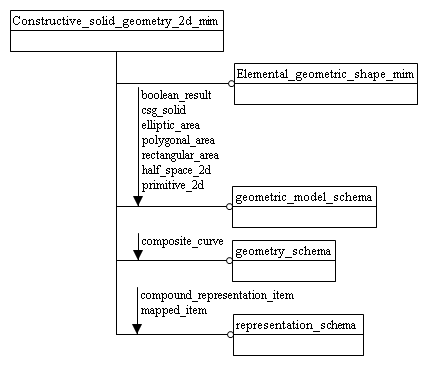 Constructive_solid_geometry_2d_mim
Elemental_geometric_shape_mim
boolean_result
csg_solid
elliptic_area
polygonal_area
rectangular_area
half_space_2d
primitive_2d
geometric_model_schema
composite_curve
geometry_schema
compound_representation_item
mapped_item
representation_schema